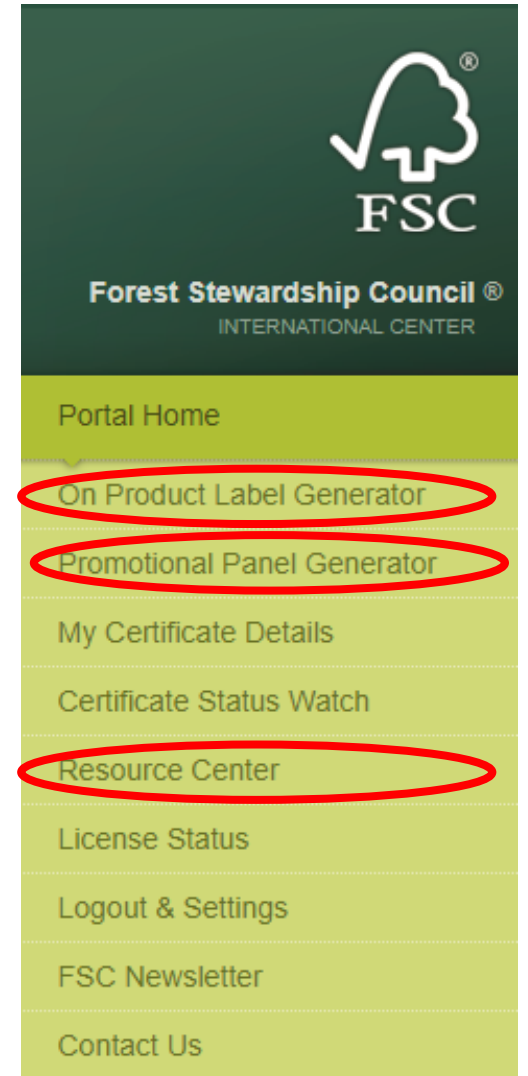 ®
FSC
Forest Stewardship Council ®
INTERNATIONAL CENTER
Portal Home
On Product Label Generator
Promotional Panel Generator
My Certificate Details
Certificate Status Watch
Resource Center
License Status
Logout & Settings
FSC Newsletter
Contact Us